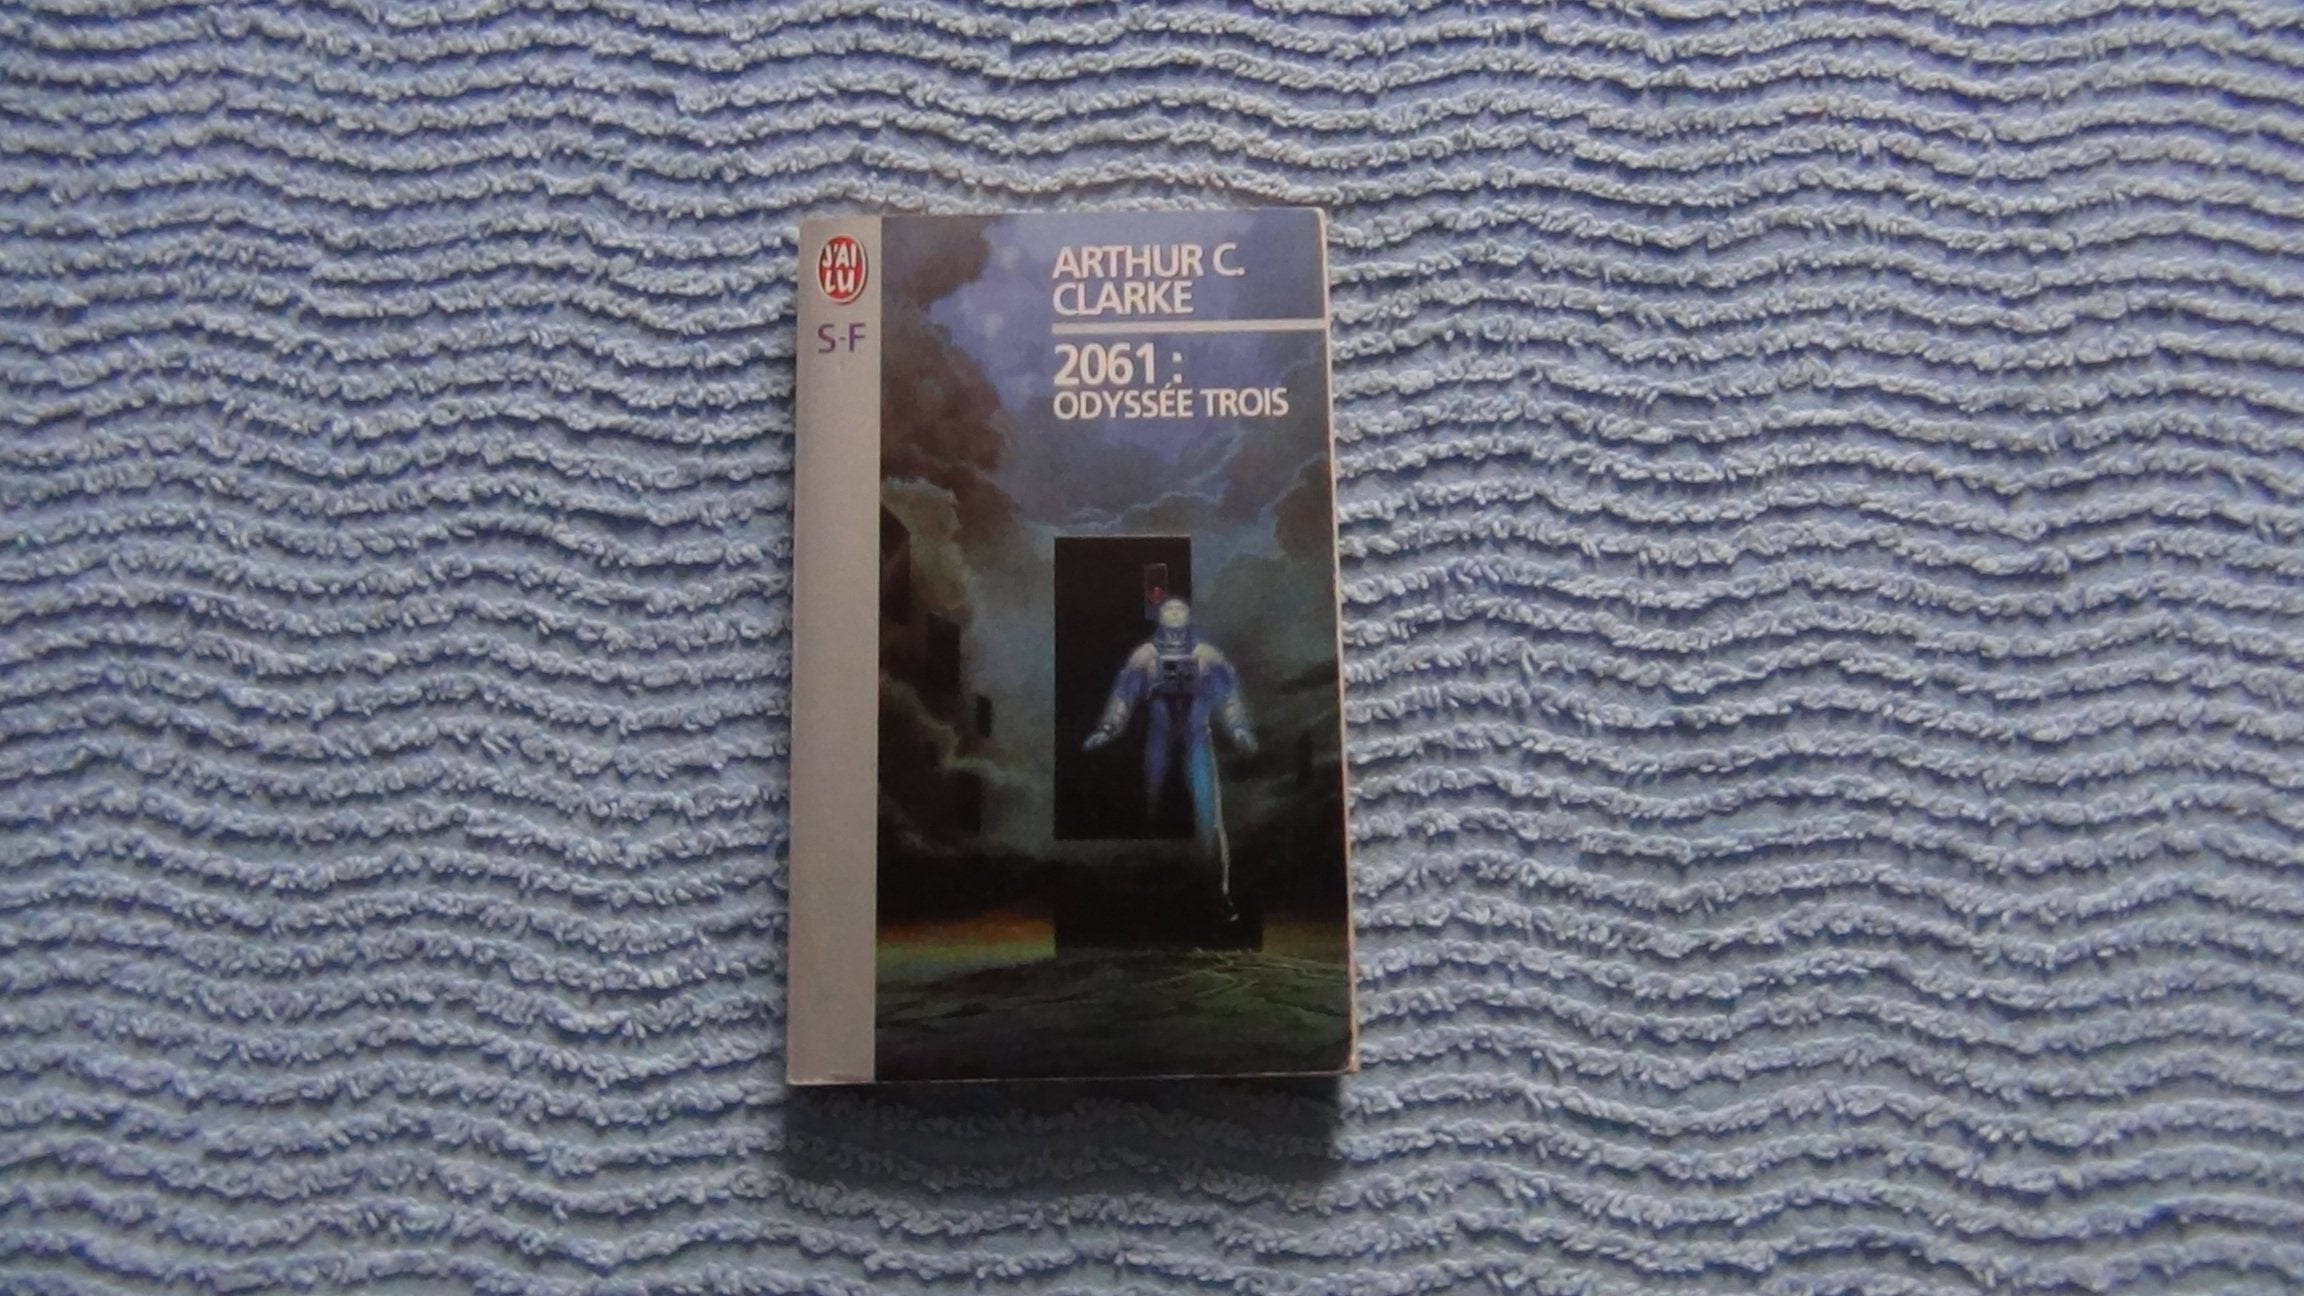 J'AI
LU
S-F
ARTHUR C.
CLARKE
2061 :
ODYSSÉE TROIS